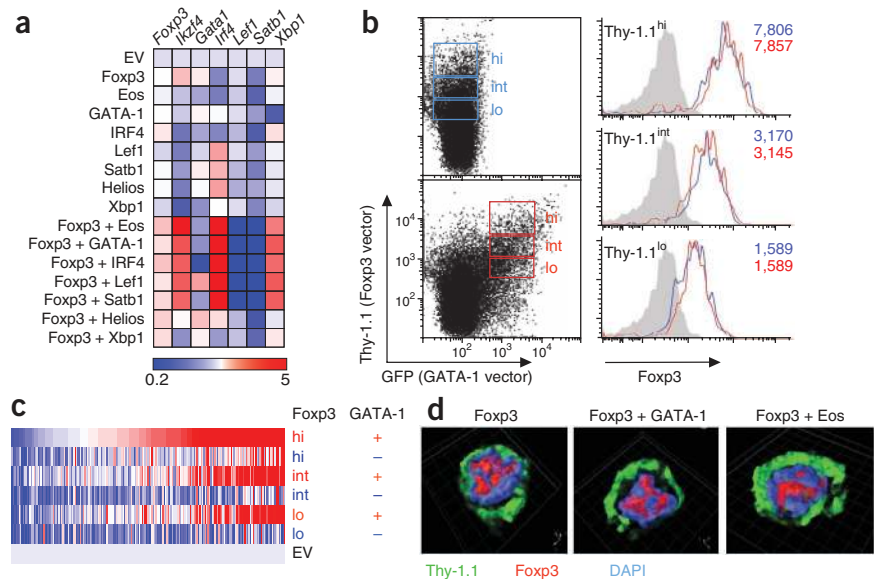 a
Foxp3 Ikzf4 Gata1 Irf4 Lef1 Satb1 Xbp1
EV
Foxp3
Eos
GATA-1
IRF4
Lef1
Satb1
Helios
Xbp1
Foxp3 + Eos
Foxp3 + GATA-1
Foxp3 + IRF4
Foxp3 + Lef1
Foxp3 + Satb1
Foxp3 + Helios
Foxp3 + Xbp1
0.2 5
b
hi
int
lo
hi
int
lo
10⁴
10³
10²
10² 10³ 10⁴
Thy-1.1 (Foxp3 vector)
GFP (GATA-1 vector)
Thy-1.1hi
7,806
7,857
Thy-1.1int
3,170
3,145
Thy-1.1lo
1,589
1,589
Foxp3
c
Foxp3 GATA-1
hi +
hi −
int +
int −
lo +
lo −
EV
d
Foxp3 Foxp3 + GATA-1 Foxp3 + Eos
Thy-1.1 Foxp3 DAPI